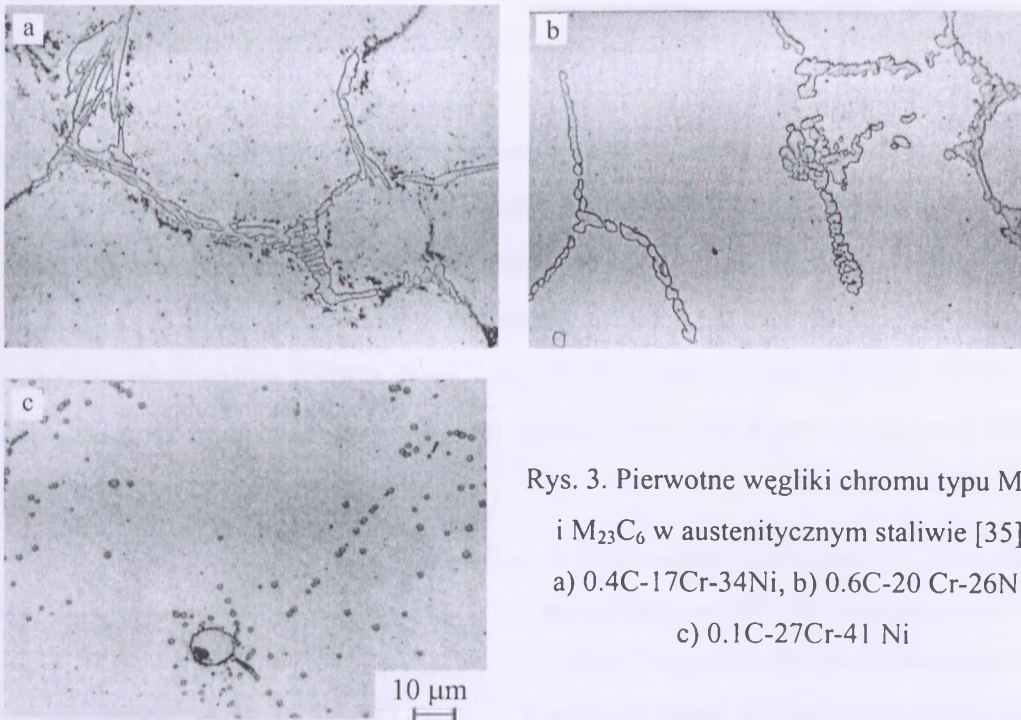 a
b
c
10 µm
Rys. 3. Pierwotne węgliki chromu typu M
i M₂₃C₆ w austenitycznym staliwie [35]
a) 0.4C-17Cr-34Ni, b) 0.6C-20 Cr-26N
c) 0.1C-27Cr-41 Ni